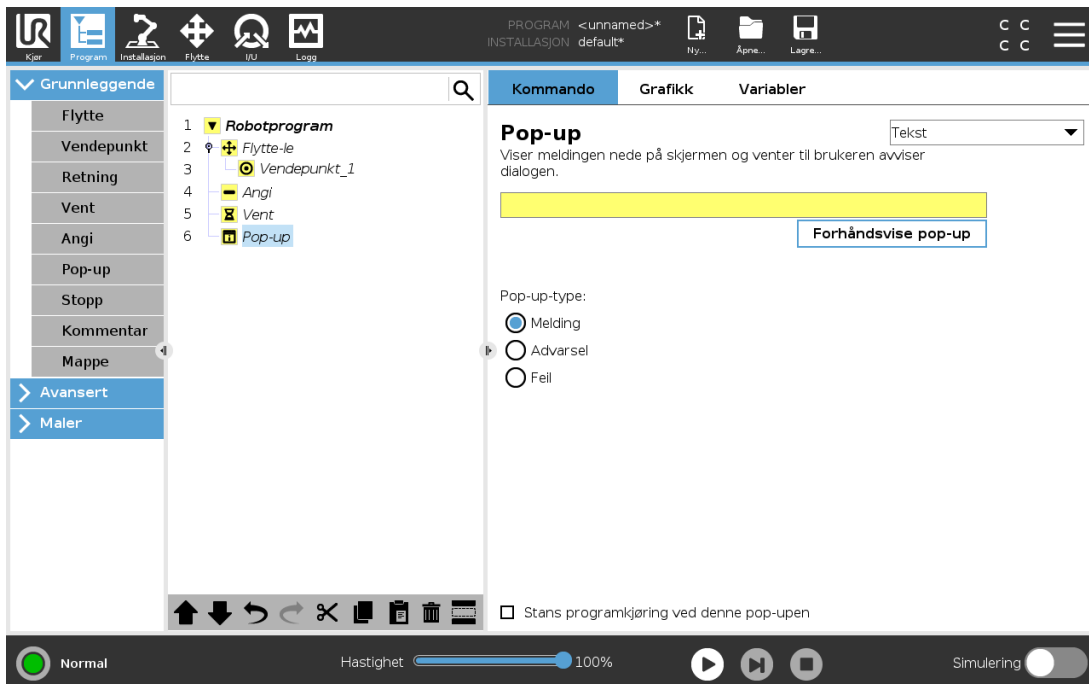 PROGRAM <unnamed>*
INSTALLASJON default*
Kjør Program Installasjon Flytte I/U Logg Ny... Åpne... Lagre...
C C
C C
Grunnleggende
Flytte
Vendepunkt
Retning
Vent
Angi
Pop-up
Stopp
Kommentar
Mappe
Avansert
Maler
1 Robotprogram
2 Flytte-le
3 Vendepunkt_1
4 Angi
5 Vent
6 Pop-up
Kommando Grafikk Variabler
Pop-up
Tekst
Viser meldingen nede på skjermen og venter til brukeren avviser
dialogen.
Forhåndsvise pop-up
Pop-up-type:
Melding
Advarsel
Feil
Stans programkjøring ved denne pop-upen
Normal
Hastighet 100%
Simulering